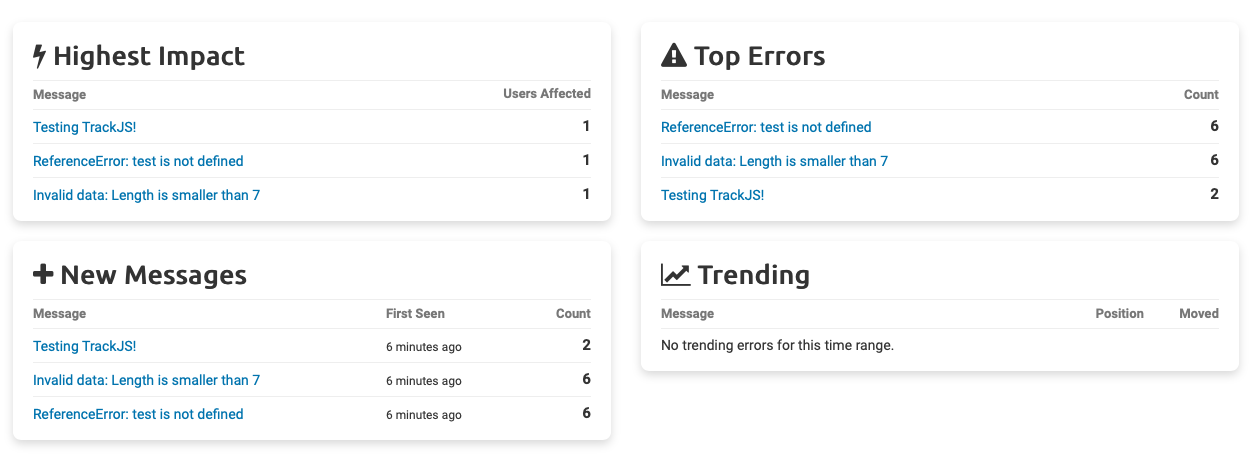 Highest Impact
Message Users Affected
Testing TrackJS! 1
ReferenceError: test is not defined 1
Invalid data: Length is smaller than 7 1
Top Errors
Message Count
ReferenceError: test is not defined 6
Invalid data: Length is smaller than 7 6
Testing TrackJS! 2
New Messages
Message First Seen Count
Testing TrackJS! 6 minutes ago 2
Invalid data: Length is smaller than 7 6 minutes ago 6
ReferenceError: test is not defined 6 minutes ago 6
Trending
Message Position Moved
No trending errors for this time range.